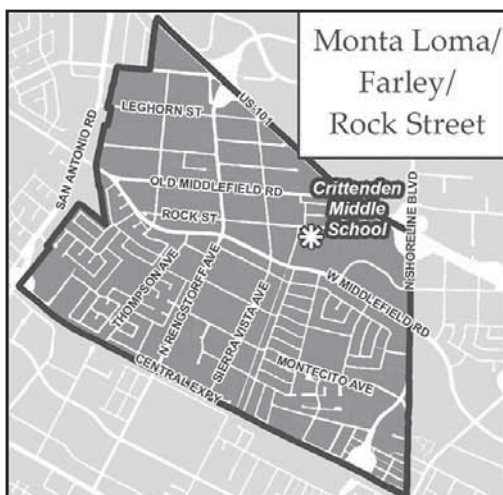 Monta Loma/
Farley/
Rock Street
US 101
LEGHORN ST
SAN ANTONIO RD
OLD MIDDLEFIELD RD
Crittenden
Middle
School
N SHORELINE BLVD
ROCK ST
THOMPSON AVE
N RENGSTORFF AVE
SIERRA VISTA AVE
W MIDDLEFIELD RD
MONTECITO AVE
CENTRAL EXPY